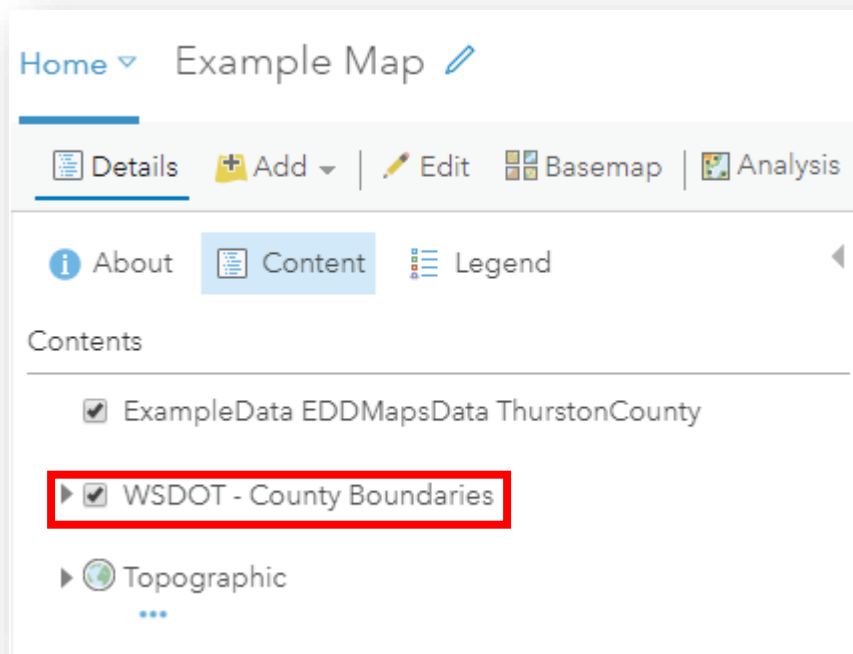 Home Example Map
Details Add Edit Basemap Analysis
About Content Legend
Contents
ExampleData EDDMapsData ThurstonCounty
WSDOT - County Boundaries
Topographic